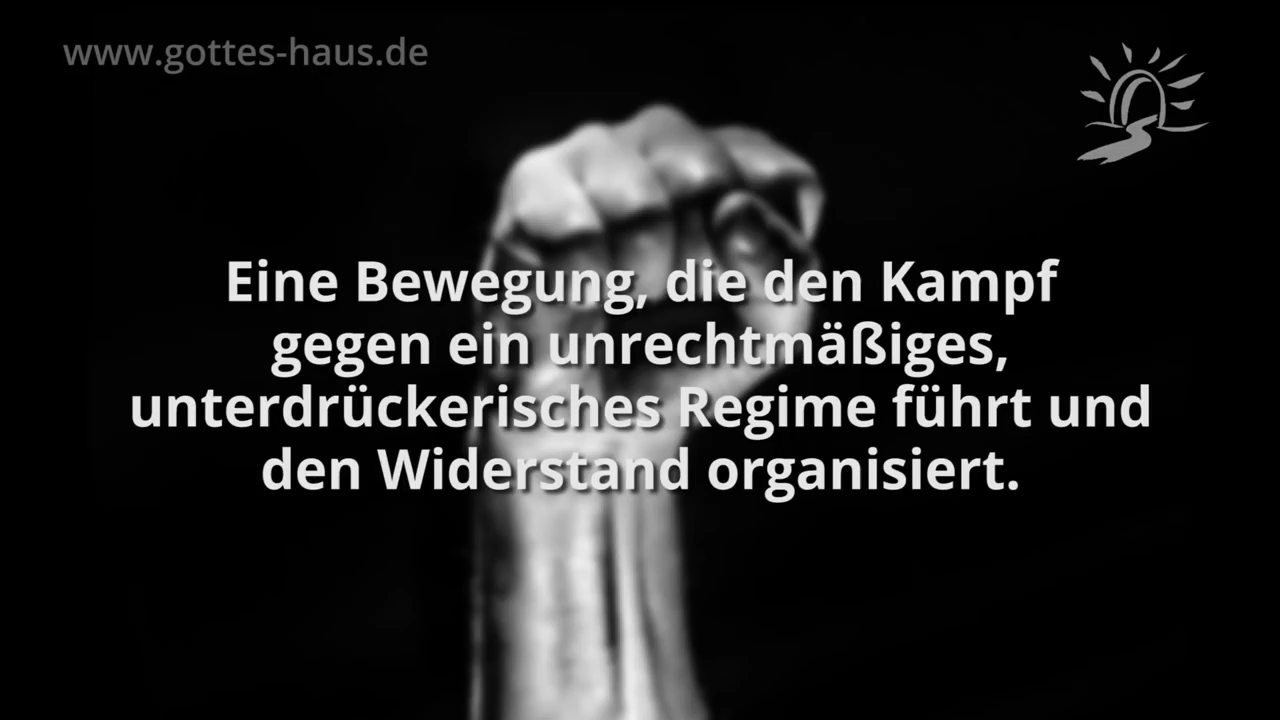 www.gottes-haus.de
Eine Bewegung, die den Kampf
gegen ein unrechtmäßiges,
unterdrückerisches Regime führt und
den Widerstand organisiert.